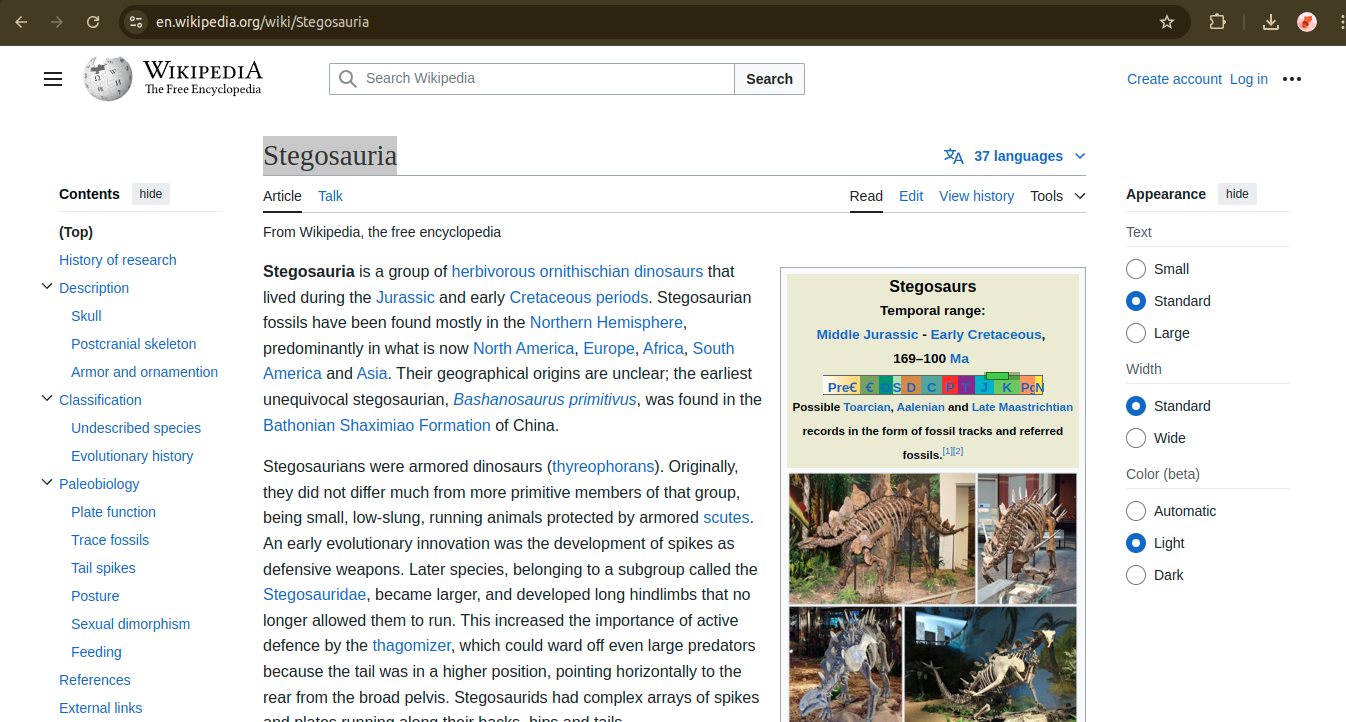 en.wikipedia.org/wiki/Stegosauria
WIKIPEDIA
The Free Encyclopedia
Search Wikipedia
Search
Create account Log in
Stegosauria
37 languages
Contents hide
Article Talk
Read Edit View history Tools
Appearance hide
(Top)
History of research
Description
Skull
Postcranial skeleton
Armor and ornamention
Classification
Undescribed species
Evolutionary history
Paleobiology
Plate function
Trace fossils
Tail spikes
Posture
Sexual dimorphism
Feeding
References
External links
From Wikipedia, the free encyclopedia
Stegosauria is a group of herbivorous ornithischian dinosaurs that
lived during the Jurassic and early Cretaceous periods. Stegosaurian
fossils have been found mostly in the Northern Hemisphere,
predominantly in what is now North America, Europe, Africa, South
America and Asia. Their geographical origins are unclear; the earliest
unequivocal stegosaurian, Bashanosaurus primitivus, was found in the
Bathonian Shaximiao Formation of China.
Stegosaurians were armored dinosaurs (thyreophorans). Originally,
they did not differ much from more primitive members of that group,
being small, low-slung, running animals protected by armored scutes.
An early evolutionary innovation was the development of spikes as
defensive weapons. Later species, belonging to a subgroup called the
Stegosauridae, became larger, and developed long hindlimbs that no
longer allowed them to run. This increased the importance of active
defence by the thagomizer, which could ward off even large predators
because the tail was in a higher position, pointing horizontally to the
rear from the broad pelvis. Stegosaurids had complex arrays of spikes
and plates running along their backs, hips and tails.
Stegosaurs
Temporal range:
Middle Jurassic - Early Cretaceous,
169–100 Ma
PreЄ Є O S D C P T J K Pg N
Possible Toarcian, Aalenian and Late Maastrichtian
records in the form of fossil tracks and referred
fossils.[1][2]
Text
Small
Standard
Large
Width
Standard
Wide
Color (beta)
Automatic
Light
Dark